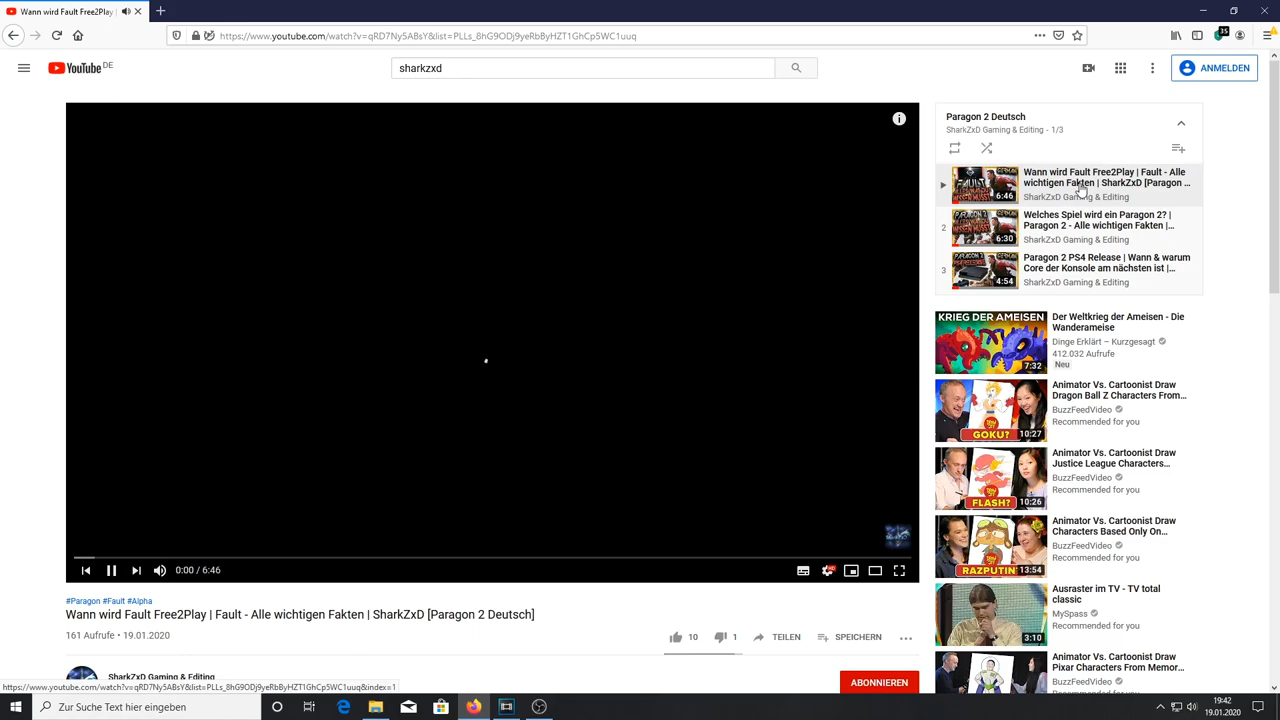 Wann wird Fault Free2Play |
https://www.youtube.com/watch?v=qRD7Ny5ABsY&list=PLLs_8hG9ODj9yeRbByHZT1GhCp5WC1uuq
35
YouTube DE
sharkzxd
ANMELDEN
Paragon 2 Deutsch
SharkZxD Gaming & Editing - 1/3
GERMAN
FAULT
6:46
Wann wird Fault Free2Play | Fault - Alle
wichtigen Fakten | SharkZxD [Paragon ...
SharkZxD Gaming & Editing
2
PARAGON 2
GERMAN
6:30
Welches Spiel wird ein Paragon 2? |
Paragon 2 - Alle wichtigen Fakten |...
SharkZxD Gaming & Editing
3
PARAGON 2
GERMAN
4:54
Paragon 2 PS4 Release | Wann & warum
Core der Konsole am nächsten ist |...
SharkZxD Gaming & Editing
KRIEG DER AMEISEN
7:32
Der Weltkrieg der Ameisen - Die
Wanderameise
Dinge Erklärt – Kurzgesagt
412.032 Aufrufe
Neu
GOKU?
10:27
Animator Vs. Cartoonist Draw
Dragon Ball Z Characters From...
BuzzFeedVideo
Recommended for you
FLASH?
10:26
Animator Vs. Cartoonist Draw
Justice League Characters...
BuzzFeedVideo
Recommended for you
RAZPUTIN
13:54
Animator Vs. Cartoonist Draw
Characters Based Only On...
BuzzFeedVideo
Recommended for you
3:10
Ausraster im TV - TV total
classic
MySpass
Recommended for you
Animator Vs. Cartoonist Draw
Pixar Characters From Memor...
BuzzFeedVideo
0:00 / 6:46
#Paragon #Fault #Alpha
Wann wird Fault Free2Play | Fault - Alle wichtigen Fakten | SharkZxD [Paragon 2 Deutsch]
161 Aufrufe • 19.01.2020
10
1
TEILEN
SPEICHERN
SharkZxD Gaming & Editing
ABONNIEREN
https://www.youtube.com/watch?v=qRD7Ny5ABsY&list=PLLs_8hG9ODj9yeRbByHZT1GhCp5WC1uuq&index=1
Zur Suche Text hier eingeben
19:42
19.01.2020